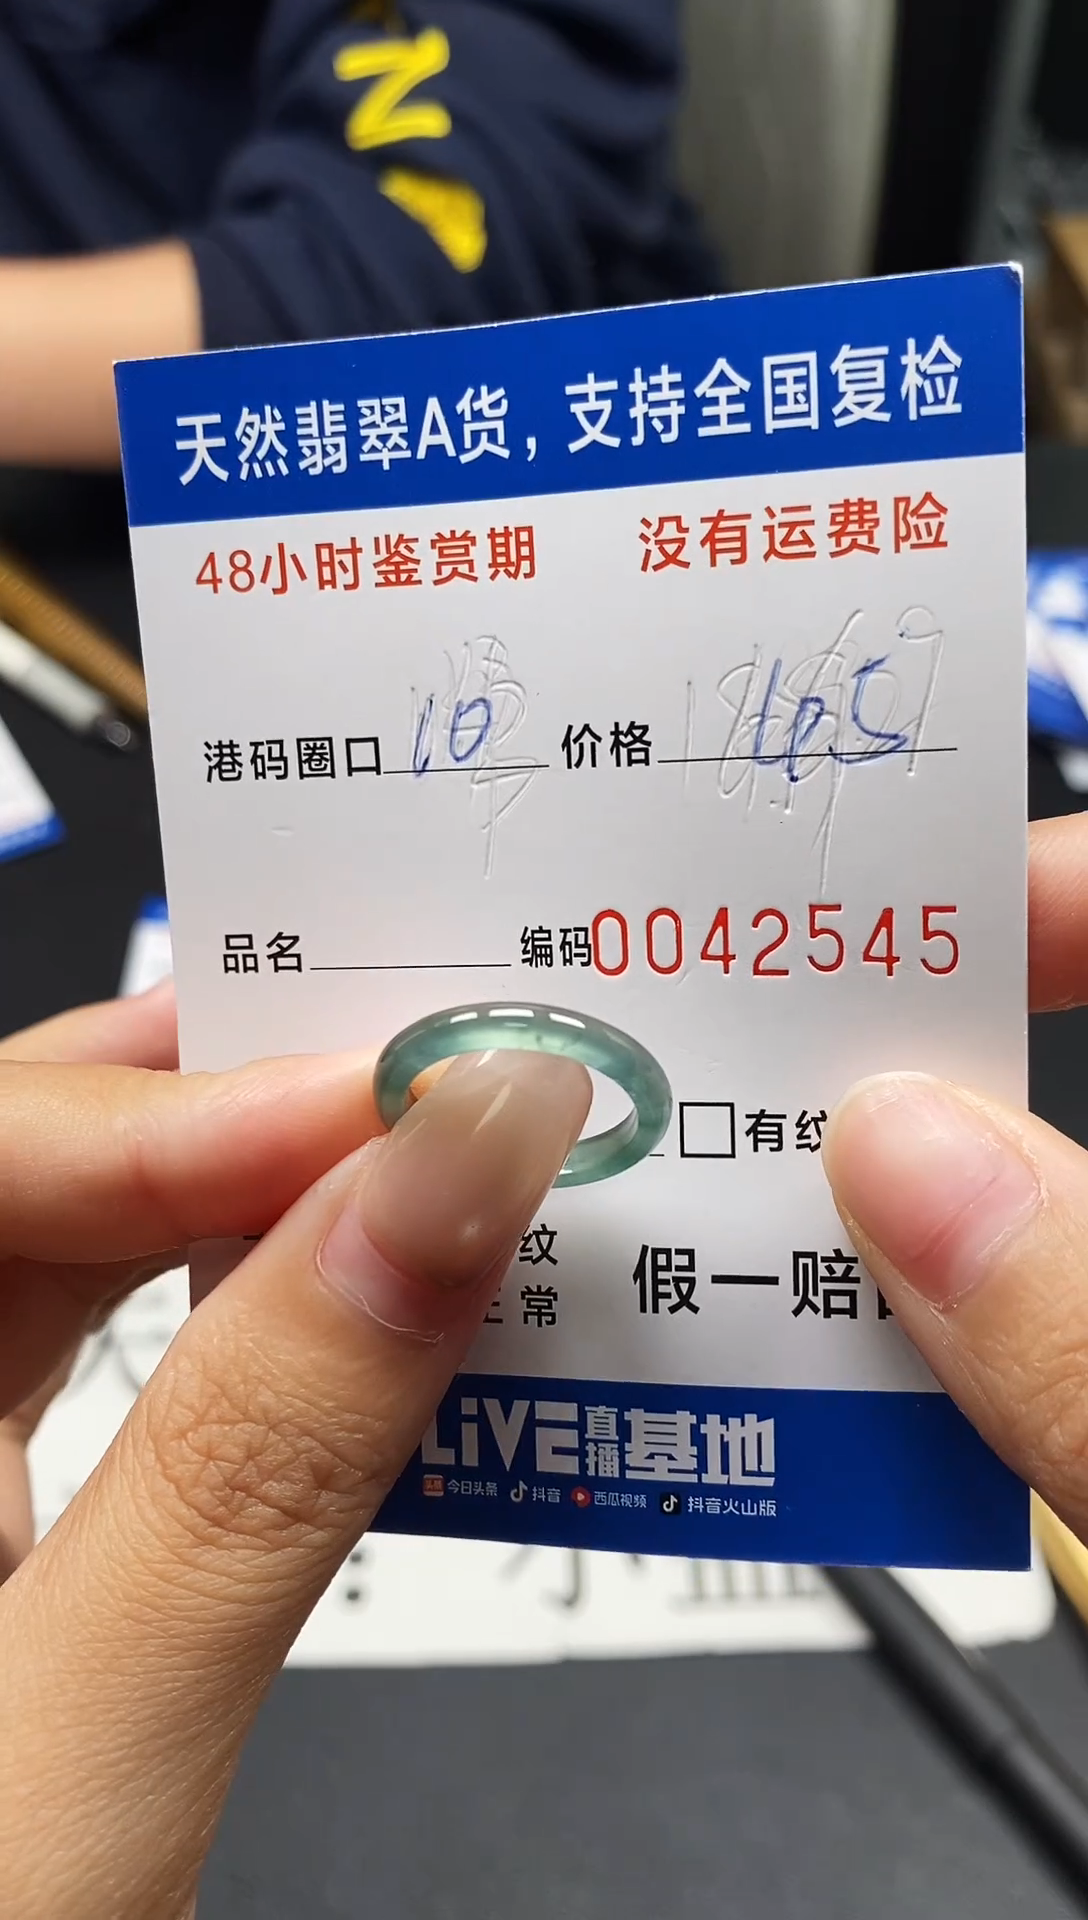 天然翡翠A货，支持全国复检
48小时鉴赏期 没有运费险
港码圈口 10 价格
品名 编码0042545
有纹
纹
常 假一赔
LiVE直播基地
今日头条 抖音 西瓜视频 抖音火山版